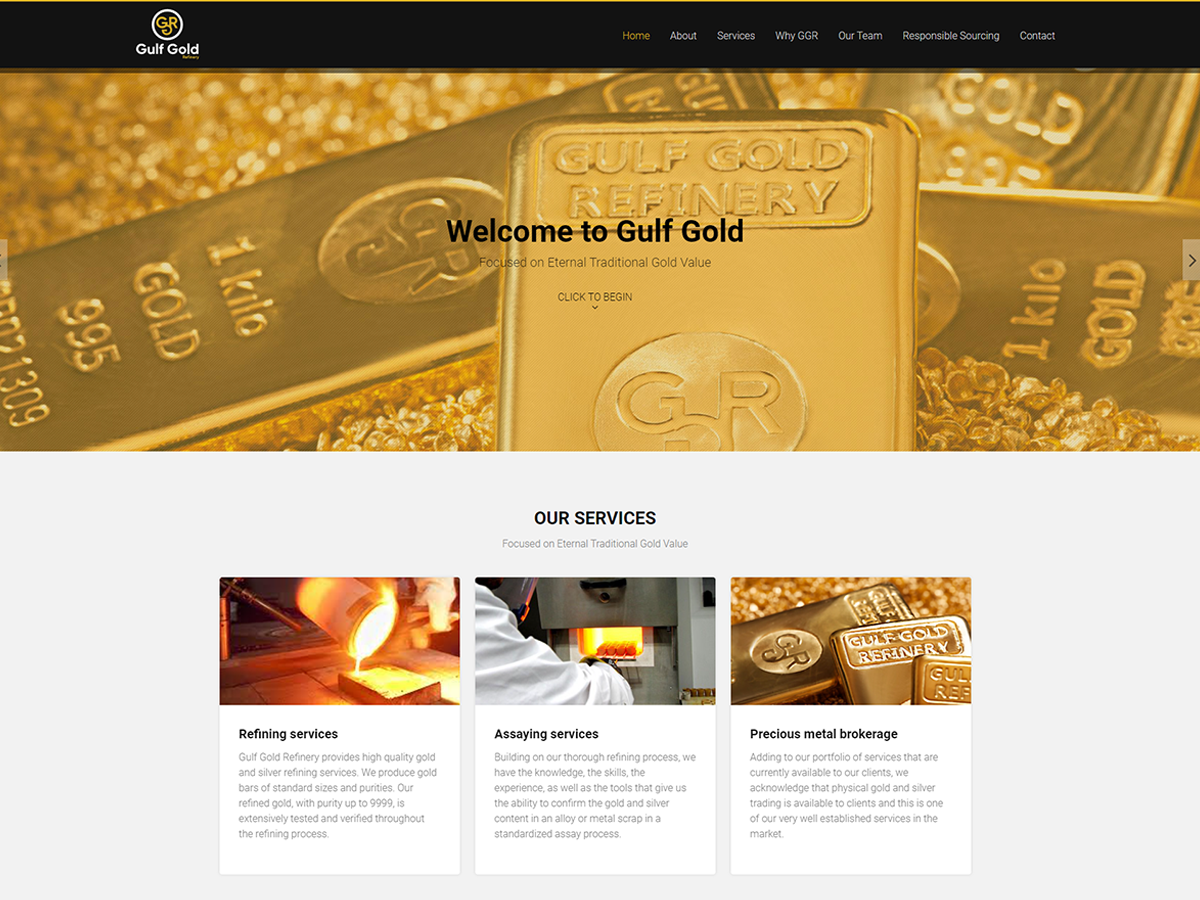 GGR
Gulf Gold
Refinery
Home About Services Why GGR Our Team Responsible Sourcing Contact
GULF GOLD
REFINERY
GOLD
1 kilo
GOLD
995
1 kilo
GOLD
GR
Welcome to Gulf Gold
Focused on Eternal Traditional Gold Value
CLICK TO BEGIN
OUR SERVICES
Focused on Eternal Traditional Gold Value
GULF GOLD
REFINERY
Refining services
Gulf Gold Refinery provides high quality gold
and silver refining services. We produce gold
bars of standard sizes and purities. Our
refined gold, with purity up to 9999, is
extensively tested and verified throughout
the refining process.
Assaying services
Building on our thorough refining process, we
have the knowledge, the skills, the
experience, as well as the tools that give us
the ability to confirm the gold and silver
content in an alloy or metal scrap in a
standardized assay process.
Precious metal brokerage
Adding to our portfolio of services that are
currently available to our clients, we
acknowledge that physical gold and silver
trading is available to clients and this is one
of our very well established services in the
market.